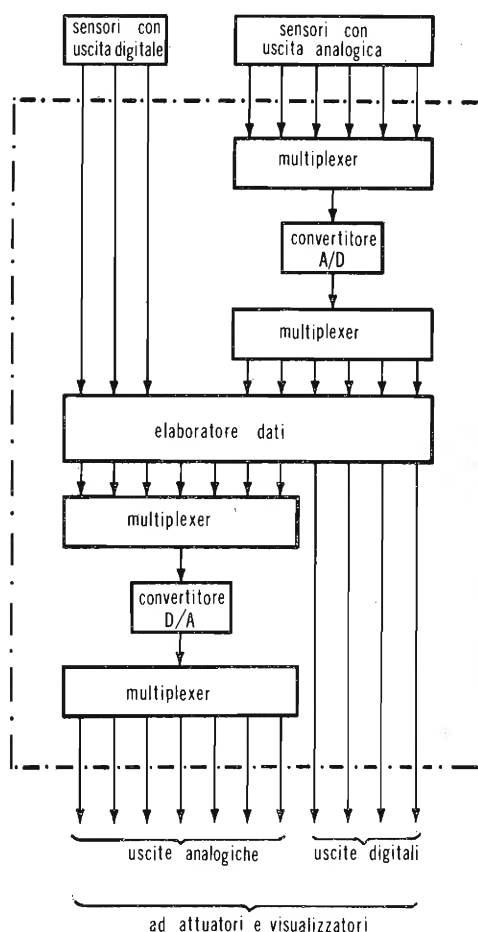 sensori con
uscita digitale
sensori con
uscita analogica
multiplexer
convertitore
A/D
multiplexer
elaboratore dati
multiplexer
convertitore
D/A
multiplexer
uscite analogiche
uscite digitali
ad attuatori e visualizzatori